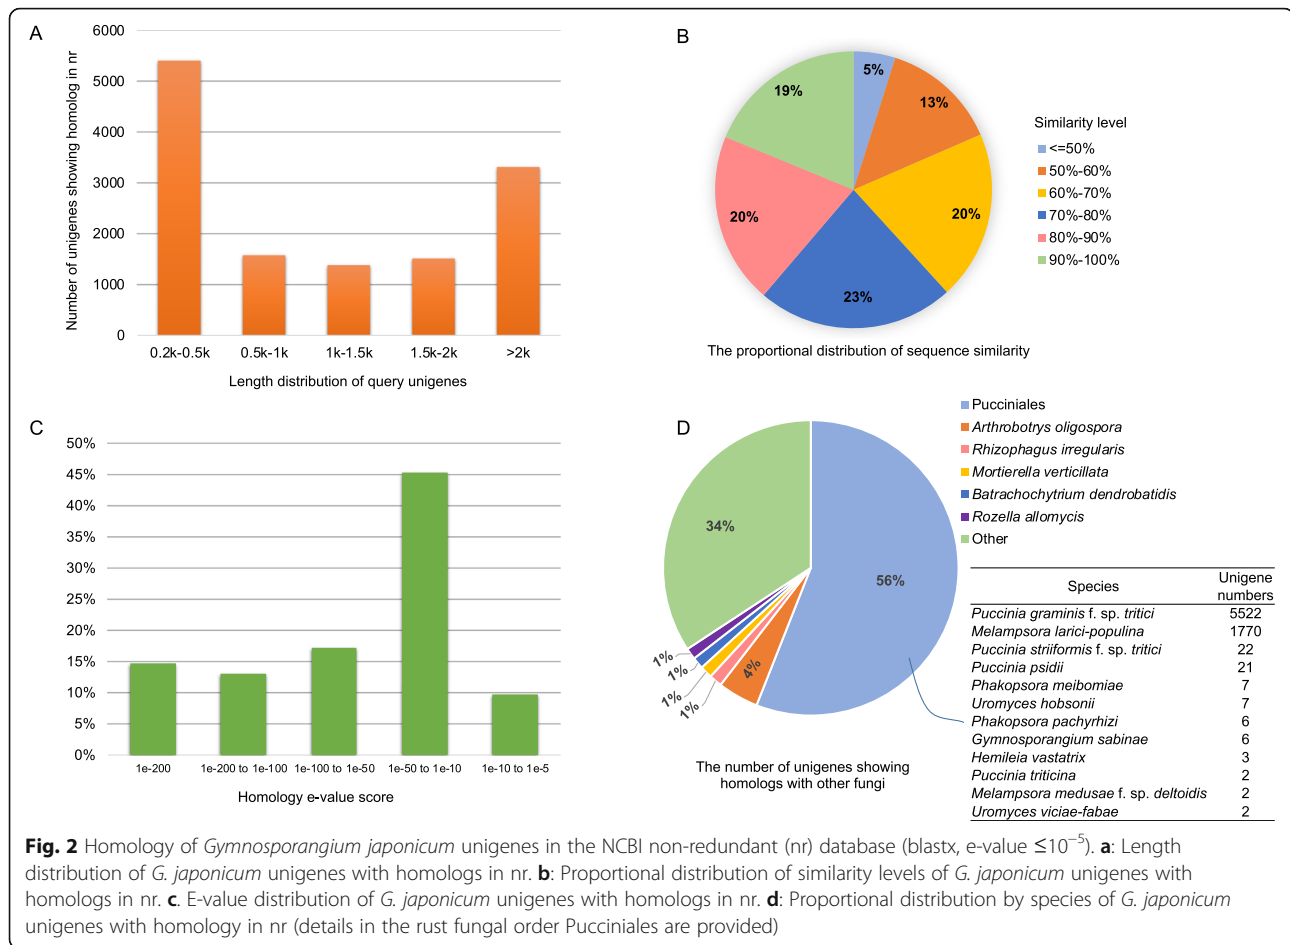 A
Number of unigenes showing homolog in nr
6000
5000
4000
3000
2000
1000
0
0.2k-0.5k 0.5k-1k 1k-1.5k 1.5k-2k >2k
Length distribution of query unigenes
B
5%
13%
20%
23%
20%
19%
Similarity level
<=50%
50%-60%
60%-70%
70%-80%
80%-90%
90%-100%
The proportional distribution of sequence similarity
C
50%
45%
40%
35%
30%
25%
20%
15%
10%
5%
0%
1e-200 1e-200 to 1e-100 1e-100 to 1e-50 1e-50 to 1e-10 1e-10 to 1e-5
Homology e-value score
D
56%
4%
1%
1%
1%
1%
34%
Pucciniales
Arthrobotrys oligospora
Rhizophagus irregularis
Mortierella verticillata
Batrachochytrium dendrobatidis
Rozella allomycis
Other
The number of unigenes showing
homologs with other fungi
Species Unigene numbers
Puccinia graminis f. sp. tritici 5522
Melampsora larici-populina 1770
Puccinia striiformis f. sp. tritici 22
Puccinia psidii 21
Phakopsora meibomiae 7
Uromyces hobsonii 7
Phakopsora pachyrhizi 6
Gymnosporangium sabinae 6
Hemileia vastatrix 3
Puccinia triticina 2
Melampsora medusae f. sp. deltoidis 2
Uromyces viciae-fabae 2
Fig. 2 Homology of Gymnosporangium japonicum unigenes in the NCBI non-redundant (nr) database (blastx, e-value ≤10⁻⁵). a: Length
distribution of G. japonicum unigenes with homologs in nr. b: Proportional distribution of similarity levels of G. japonicum unigenes with
homologs in nr. c. E-value distribution of G. japonicum unigenes with homologs in nr. d: Proportional distribution by species of G. japonicum
unigenes with homology in nr (details in the rust fungal order Pucciniales are provided)